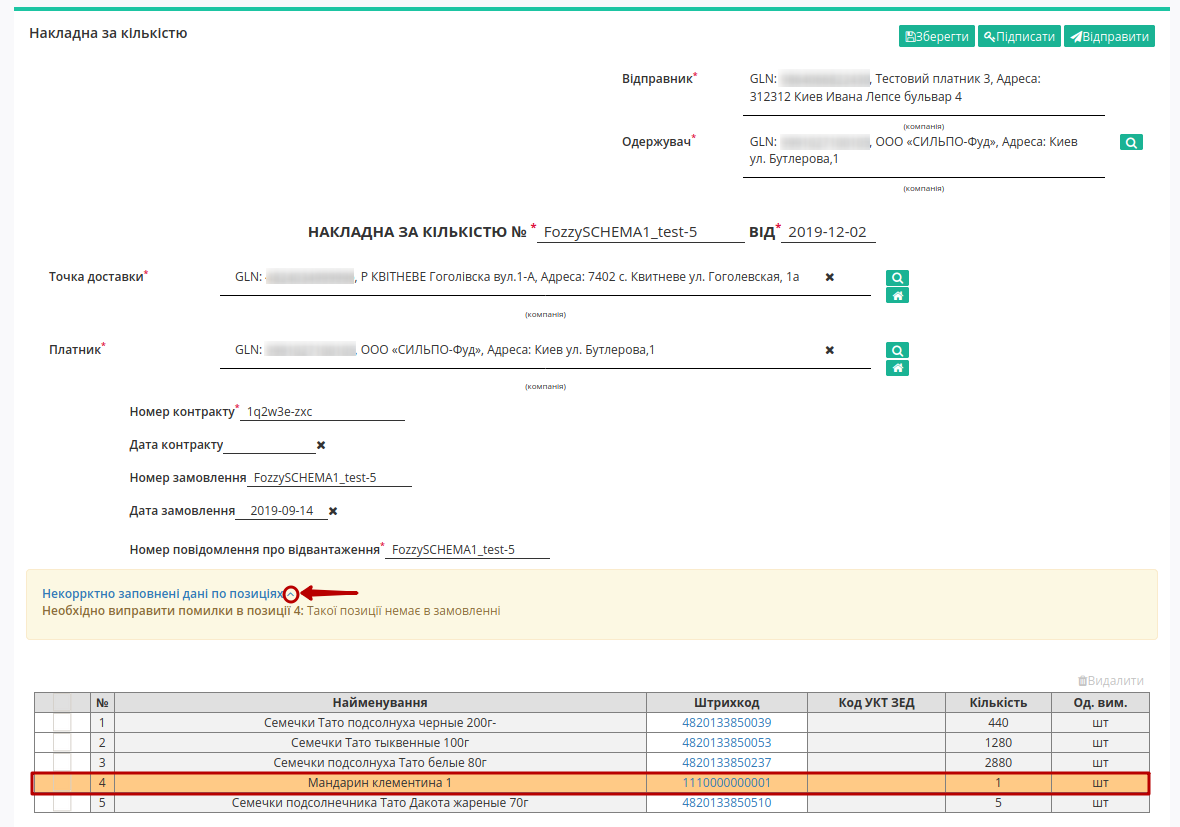 Накладна за кількістю
Зберегти Підписати Відправити
Відправник* GLN: , Тестовий платник 3, Адреса:
312312 Киев Ивана Лепсе бульвар 4
(компанія)
Одержувач* GLN: , ООО «СИЛЬПО-Фуд», Адреса: Киев
ул. Бутлерова,1
(компанія)
НАКЛАДНА ЗА КІЛЬКІСТЮ № * FozzySCHEMA1_test-5 ВІД* 2019-12-02
Точка доставки* GLN: , Р КВІТНЕВЕ Гоголівска вул.1-А, Адреса: 7402 с. Квитневе ул. Гоголевская, 1а
(компанія)
Платник* GLN: , ООО «СИЛЬПО-Фуд», Адреса: Киев ул. Бутлерова,1
(компанія)
Номер контракту* 1q2w3e-zxc
Дата контракту
Номер замовлення FozzySCHEMA1_test-5
Дата замовлення 2019-09-14
Номер повідомлення про відвантаження* FozzySCHEMA1_test-5
Некорректно заповнені дані по позиціях
Необхідно виправити помилки в позиції 4: Такої позиції немає в замовленні
Видалити
№ Найменування Штрихкод Код УКТ ЗЕД Кількість Од. вим.
1 Семечки Тато подсолнуха черные 200г- 4820133850039 440 шт
2 Семечки Тато тыквенные 100г 4820133850053 1280 шт
3 Семечки подсолнуха Тато белые 80г 4820133850237 2880 шт
4 Мандарин клементина 1 1110000000001 1 шт
5 Семечки подсолнечника Тато Дакота жареные 70г 4820133850510 5 шт